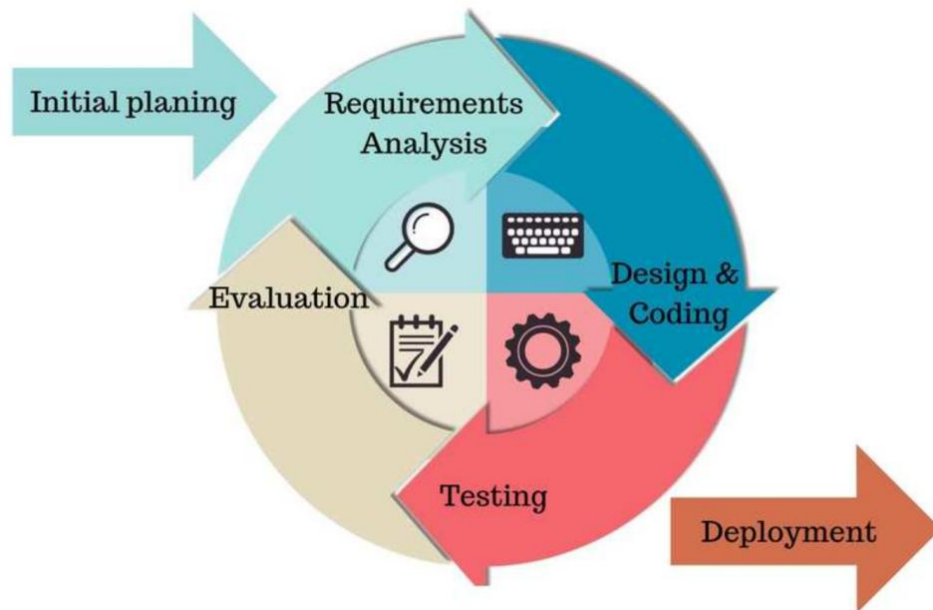 Initial planing
Requirements
Analysis
Design &
Coding
Evaluation
Testing
Deployment